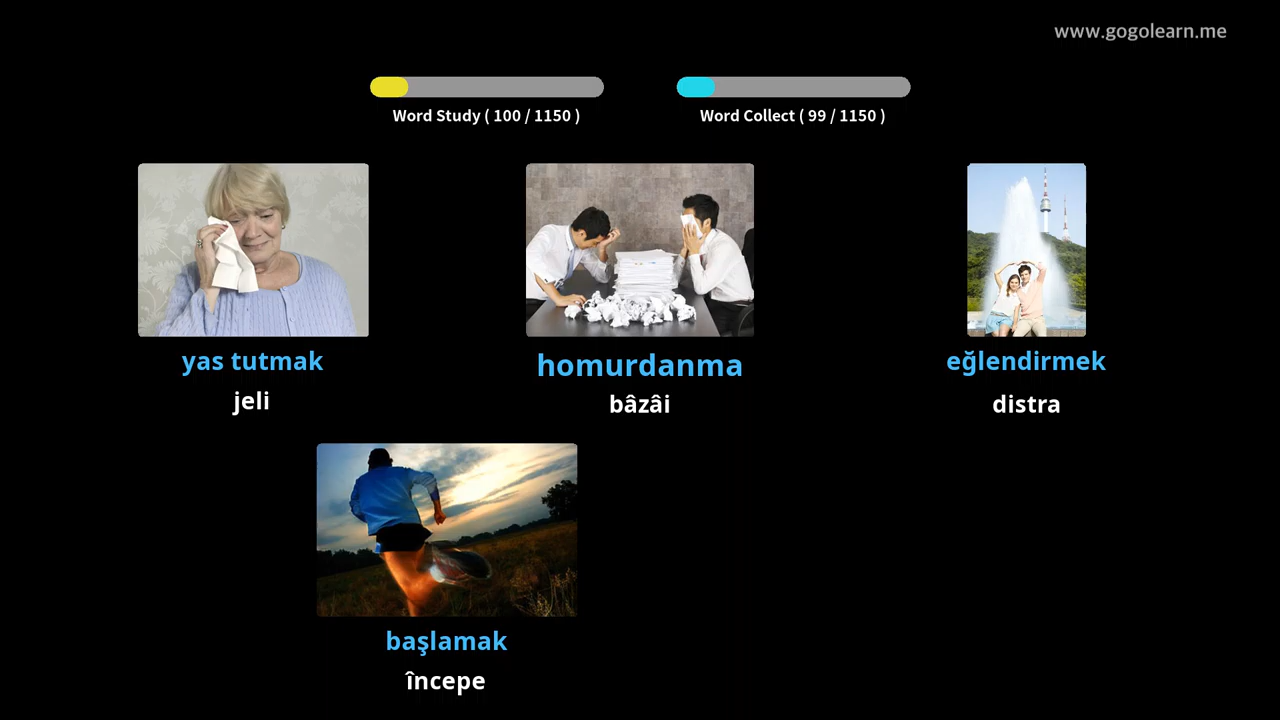 www.gogolearn.me
Word Study ( 100 / 1150 )
Word Collect ( 99 / 1150 )
yas tutmak
jeli
homurdanma
bâzâi
eğlendirmek
distra
başlamak
începe